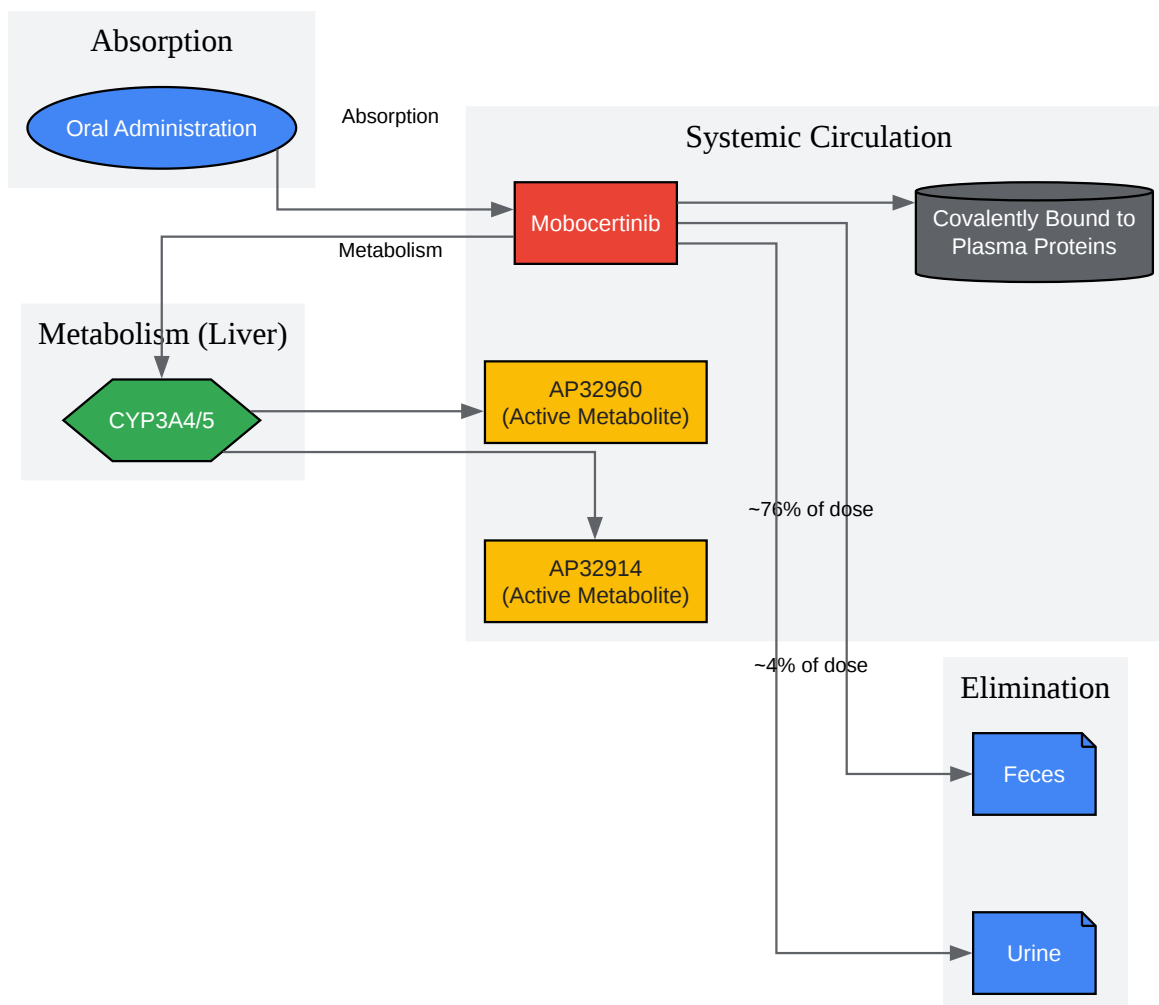 Absorption
Oral Administration
Absorption
Systemic Circulation
Mobocertinib
Covalently Bound to
Plasma Proteins
Metabolism
Metabolism (Liver)
CYP3A4/5
AP32960
(Active Metabolite)
~76% of dose
AP32914
(Active Metabolite)
~4% of dose
Elimination
Feces
Urine